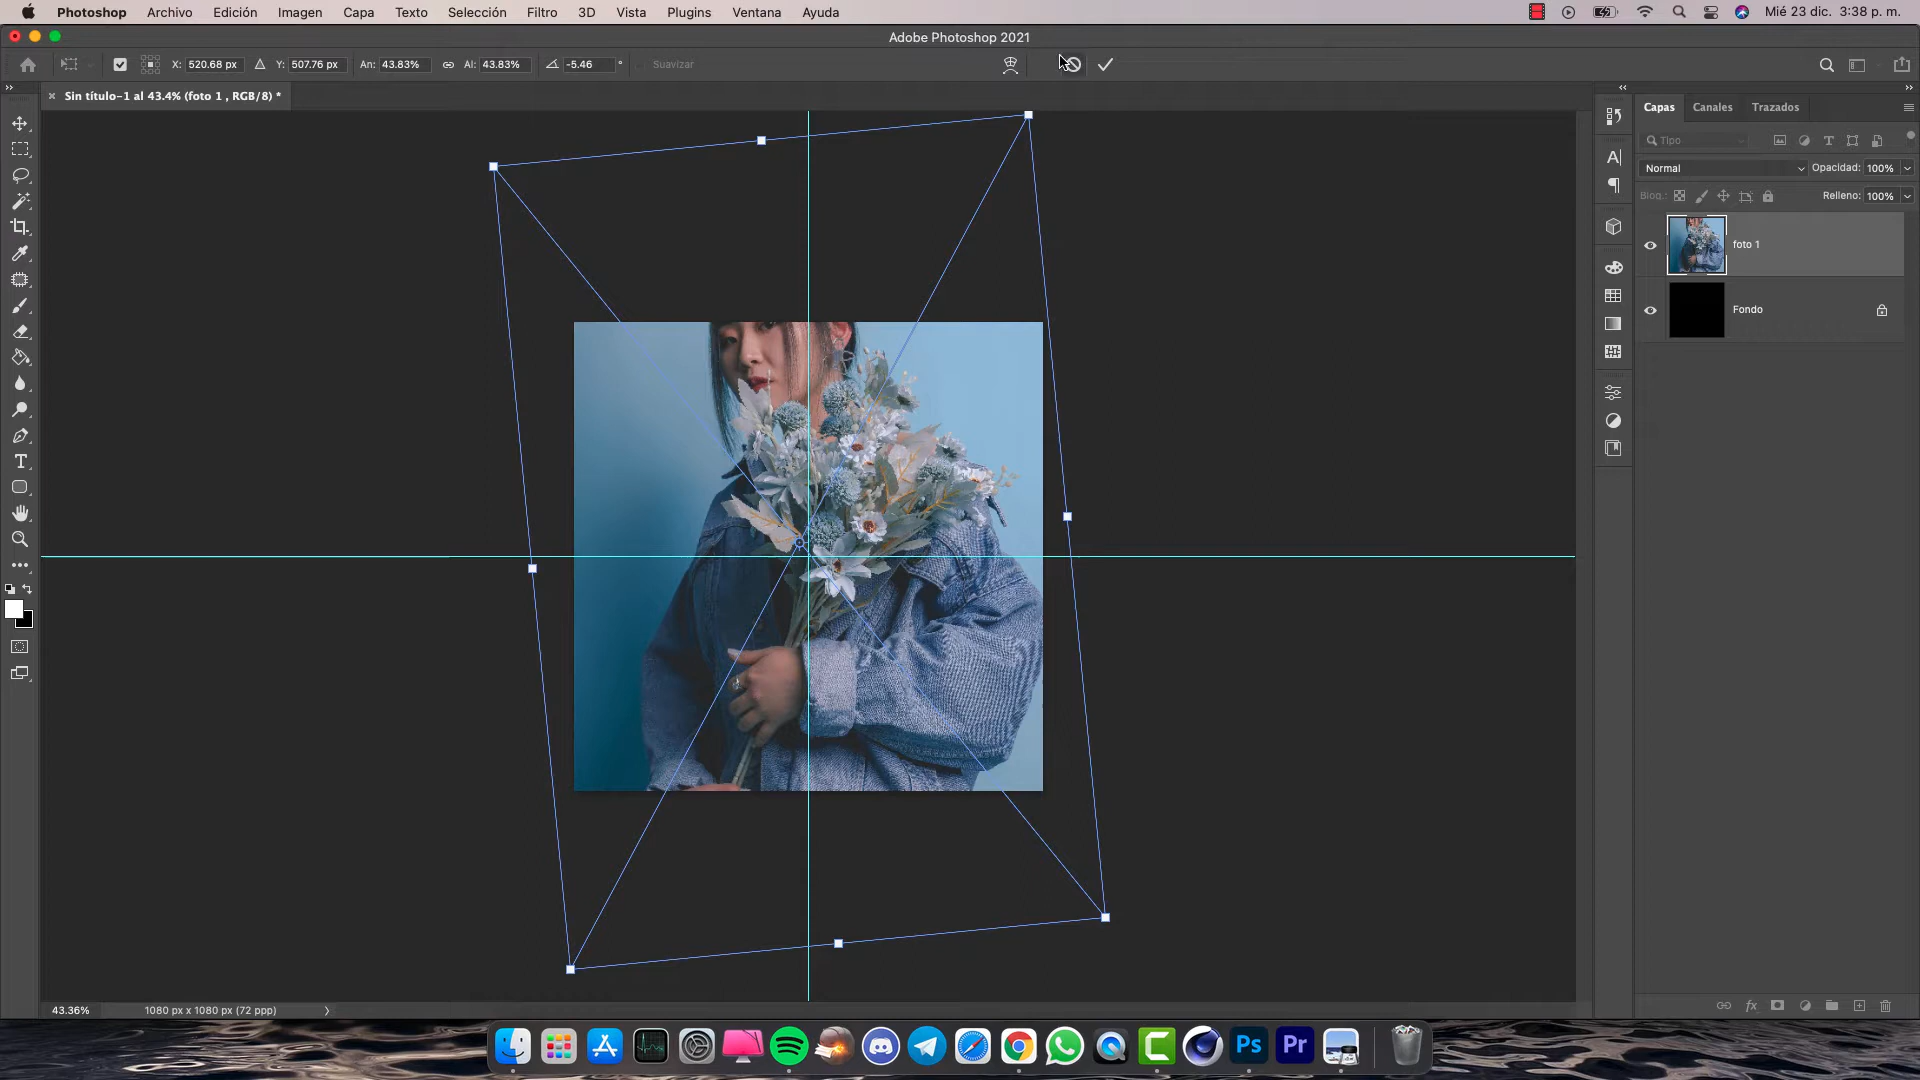 Photoshop Archivo Edición Imagen Capa Texto Selección Filtro 3D Vista Plugins Ventana Ayuda Mié 23 dic. 3:38 p. m.
Adobe Photoshop 2021
X: 520.68 px Y: 507.76 px An: 43.83% Al: 43.83% -5.46 ° Suavizar
Sin título-1 al 43.4% (foto 1 , RGB/8) *
Capas Canales Trazados
Tipo
Normal Opacidad: 100%
Bloq.: Relleno: 100%
foto 1
Fondo
43.36% 1080 px x 1080 px (72 ppp)
Ps Pr